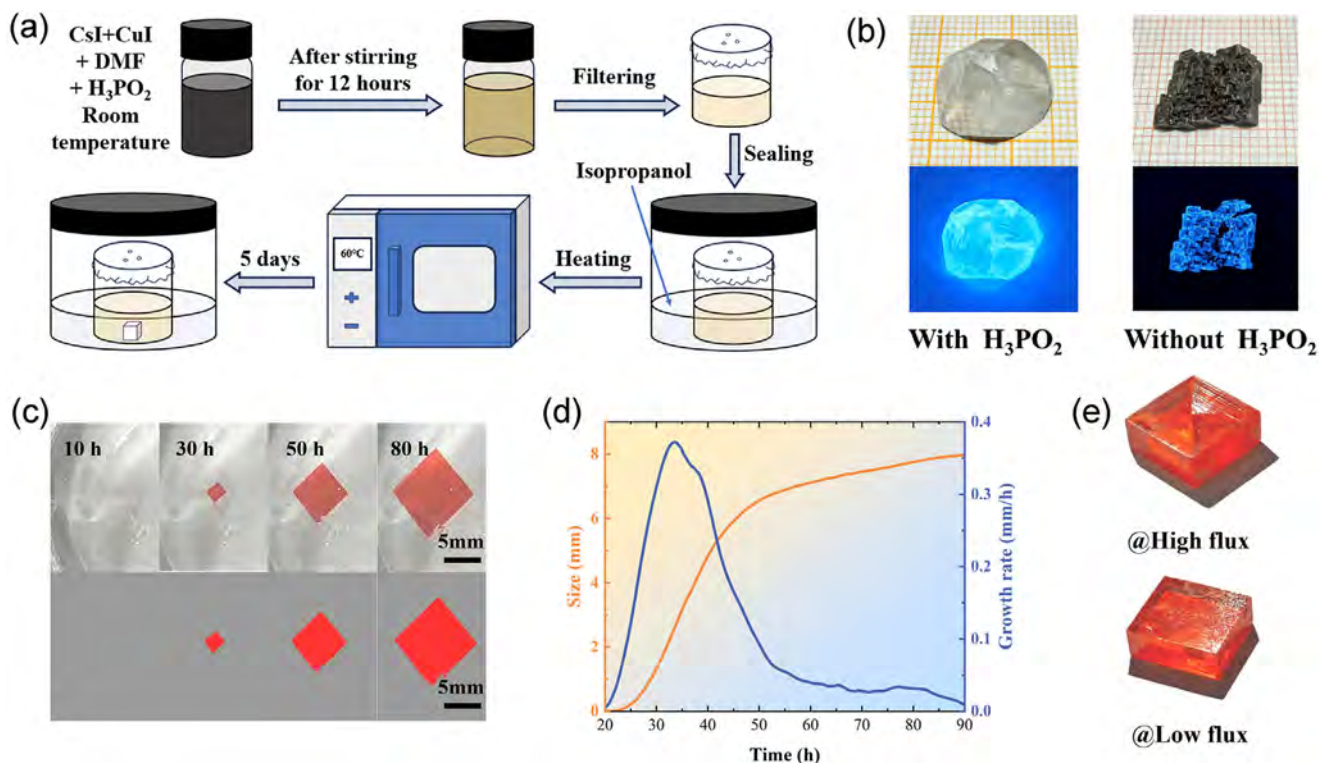 (a)
CsI+CuI
+ DMF
+ H₃PO₂
Room
temperature
After stirring
for 12 hours
Filtering
Sealing
Isopropanol
Heating
60°C
+
−
5 days
(b)
With H₃PO₂
Without H₃PO₂
(c)
10 h
30 h
50 h
80 h
5mm
5mm
(d)
Size (mm)
8
6
4
2
0
Growth rate (mm/h)
0.4
0.3
0.2
0.1
0.0
20
30
40
50
60
70
80
90
Time (h)
(e)
@High flux
@Low flux